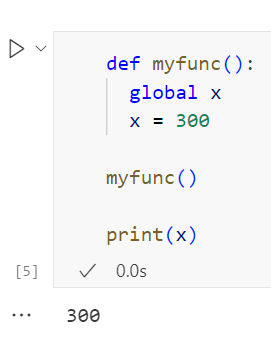 def myfunc():
  global x
  x = 300

myfunc()

print(x)
[5] ✓ 0.0s
... 300